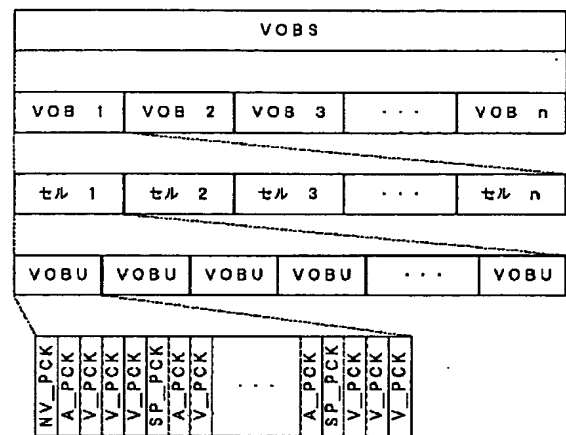 VOBS
VOB 1 VOB 2 VOB 3 ··· VOB n
セル 1 セル 2 セル 3 ··· セル n
VOBU VOBU VOBU VOBU ··· VOBU
NV_PCK A_PCK V_PCK V_PCK V_PCK SP_PCK A_PCK V_PCK ··· A_PCK SP_PCK V_PCK V_PCK V_PCK